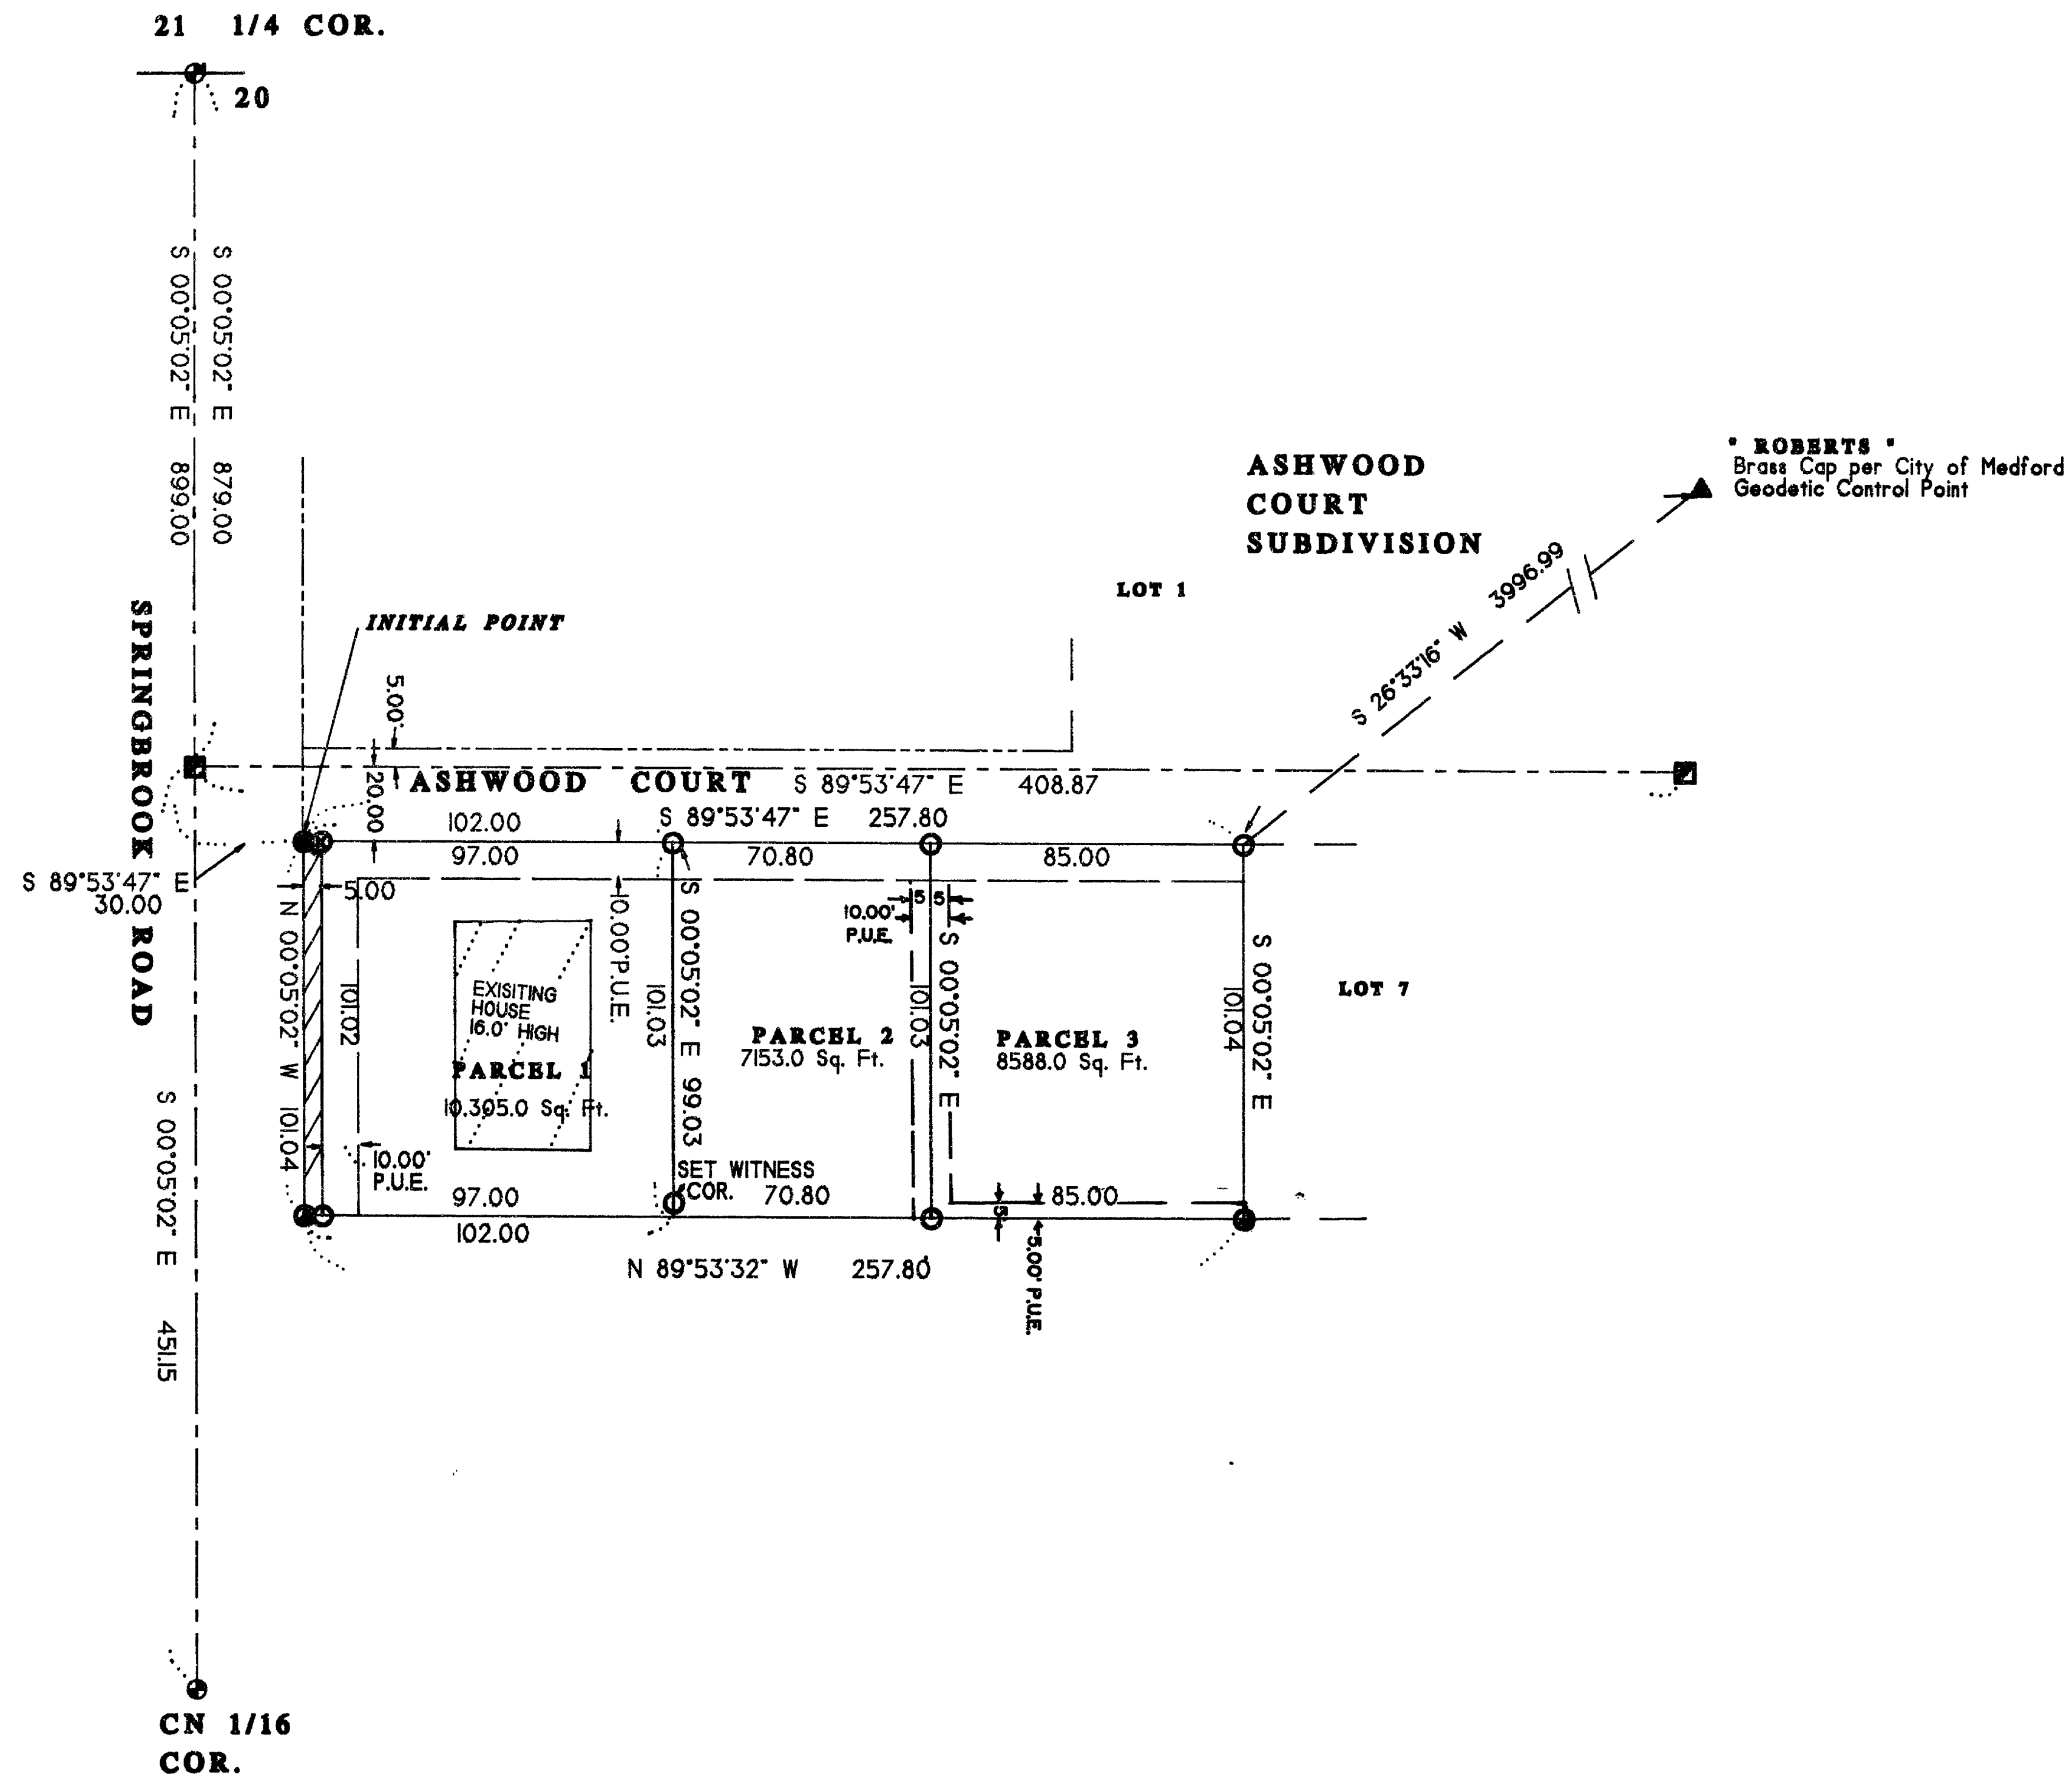 21 1/4 COR.
20
S 00°05'02" E 879.00
S 00°05'02" E 899.00
SPRINGBROOK ROAD
" ROBERTS "
Brass Cap per City of Medford
Geodetic Control Point
ASHWOOD
COURT
SUBDIVISION
S 26°33'16" W 3996.99
LOT 1
INITIAL POINT
5.00'
20.00
ASHWOOD COURT
S 89°53'47" E 408.87
S 89°53'47" E 257.80
102.00
97.00
70.80
85.00
S 89°53'47" E
30.00
5.00
N 00°05'02" W 101.04
101.02
10.00' P.U.E.
101.03
S 00°05'02" E 99.03
5 5
10.00'
P.U.E.
101.03
S 00°05'02" E
101.04
S 00°05'02" E
LOT 7
EXISITING
HOUSE
16.0' HIGH
PARCEL 1
10,305.0 Sq. Ft.
PARCEL 2
7153.0 Sq. Ft.
PARCEL 3
8588.0 Sq. Ft.
10.00'
P.U.E.
SET WITNESS
COR.
97.00
70.80
85.00
102.00
5
5.00' P.U.E.
N 89°53'32" W 257.80
S 00°05'02" E 451.15
CN 1/16
COR.